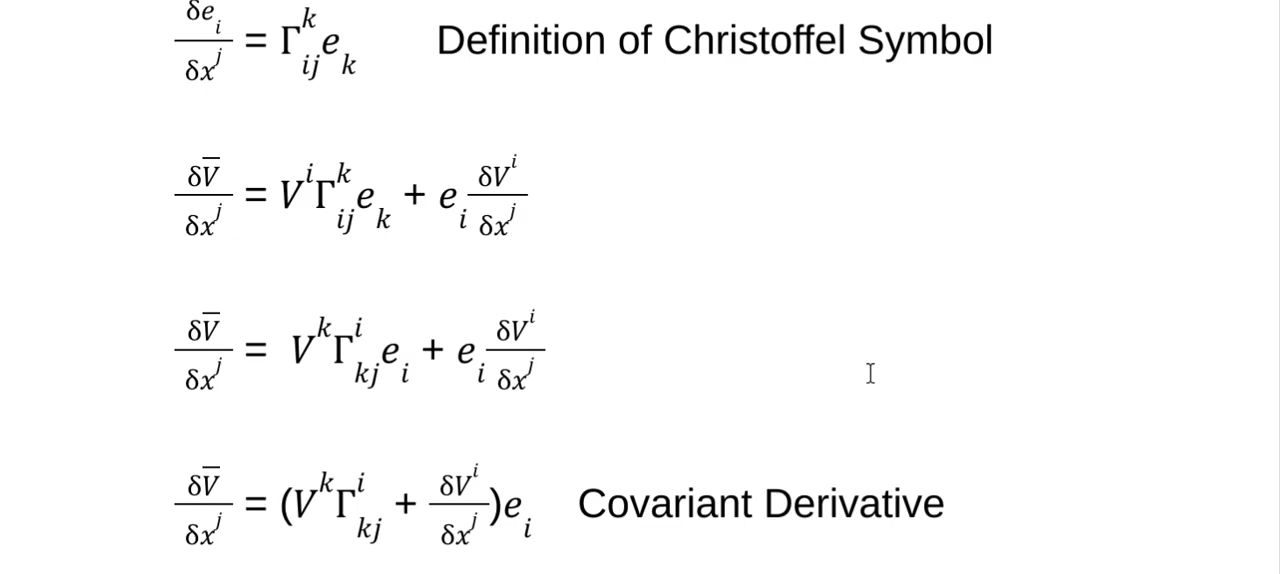 δe_i/δx^j = Γ^k_ij e_k Definition of Christoffel Symbol
δV̅/δx^j = V^i Γ^k_ij e_k + e_i δV^i/δx^j
δV̅/δx^j = V^k Γ^i_kj e_i + e_i δV^i/δx^j
δV̅/δx^j = (V^k Γ^i_kj + δV^i/δx^j)e_i Covariant Derivative